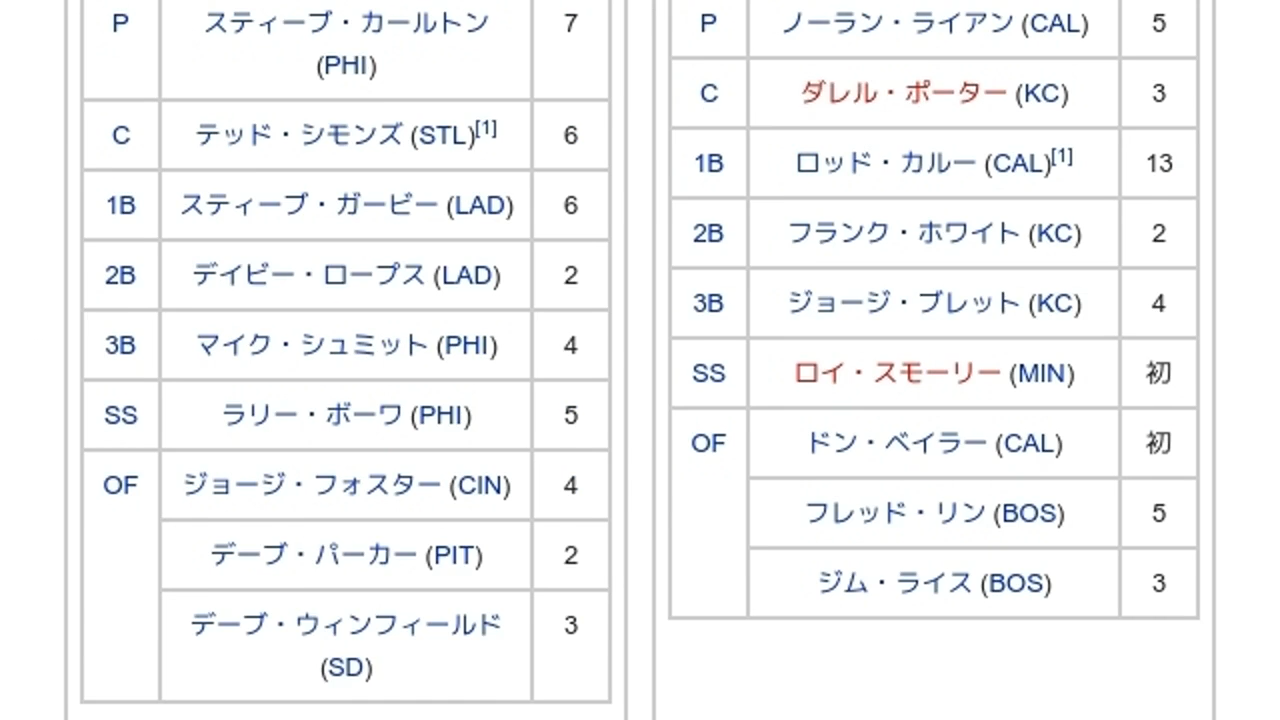 P スティーブ・カールトン 7
(PHI)
C テッド・シモンズ (STL)[1] 6
1B スティーブ・ガービー (LAD) 6
2B デイビー・ロープス (LAD) 2
3B マイク・シュミット (PHI) 4
SS ラリー・ボーワ (PHI) 5
OF ジョージ・フォスター (CIN) 4
デーブ・パーカー (PIT) 2
デーブ・ウィンフィールド 3
(SD)
P ノーラン・ライアン (CAL) 5
C ダレル・ポーター (KC) 3
1B ロッド・カルー (CAL)[1] 13
2B フランク・ホワイト (KC) 2
3B ジョージ・ブレット (KC) 4
SS ロイ・スモーリー (MIN) 初
OF ドン・ベイラー (CAL) 初
フレッド・リン (BOS) 5
ジム・ライス (BOS) 3